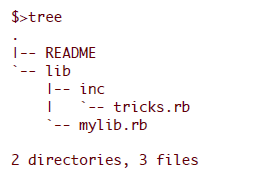 $>tree
.
|-- README
`-- lib
    |-- inc
    |   `-- tricks.rb
    `-- mylib.rb

2 directories, 3 files